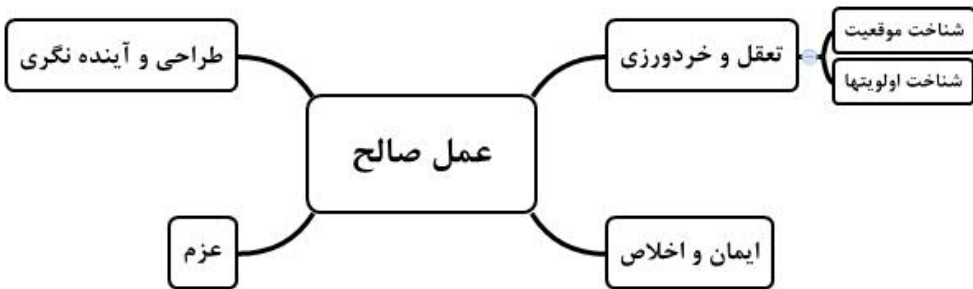 شناخت موقعیت
تعقل و خردورزی
طراحی و آینده نگری
شناخت اولویتها
عمل صالح
ایمان و اخلاص
عزم